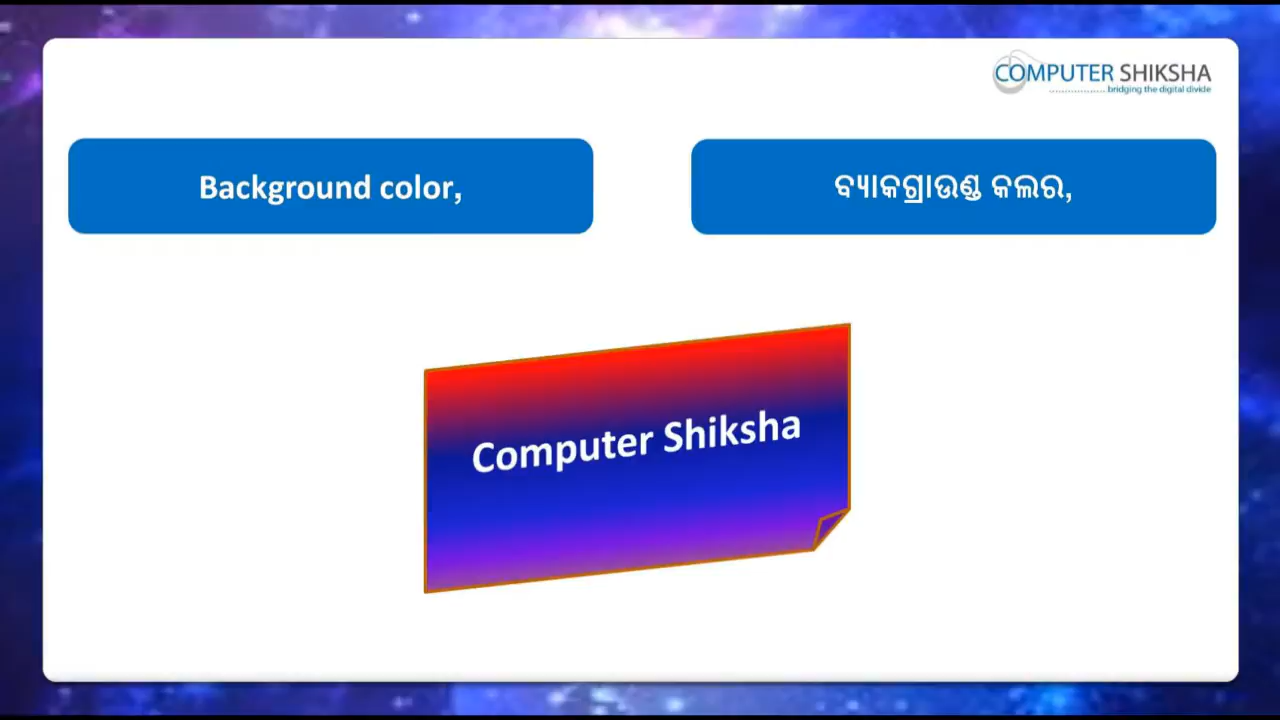 COMPUTER SHIKSHA
bridging the digital divide
Background color,
ବ୍ୟାକଗ୍ରାଉଣ୍ଡ କଲର,
Computer Shiksha